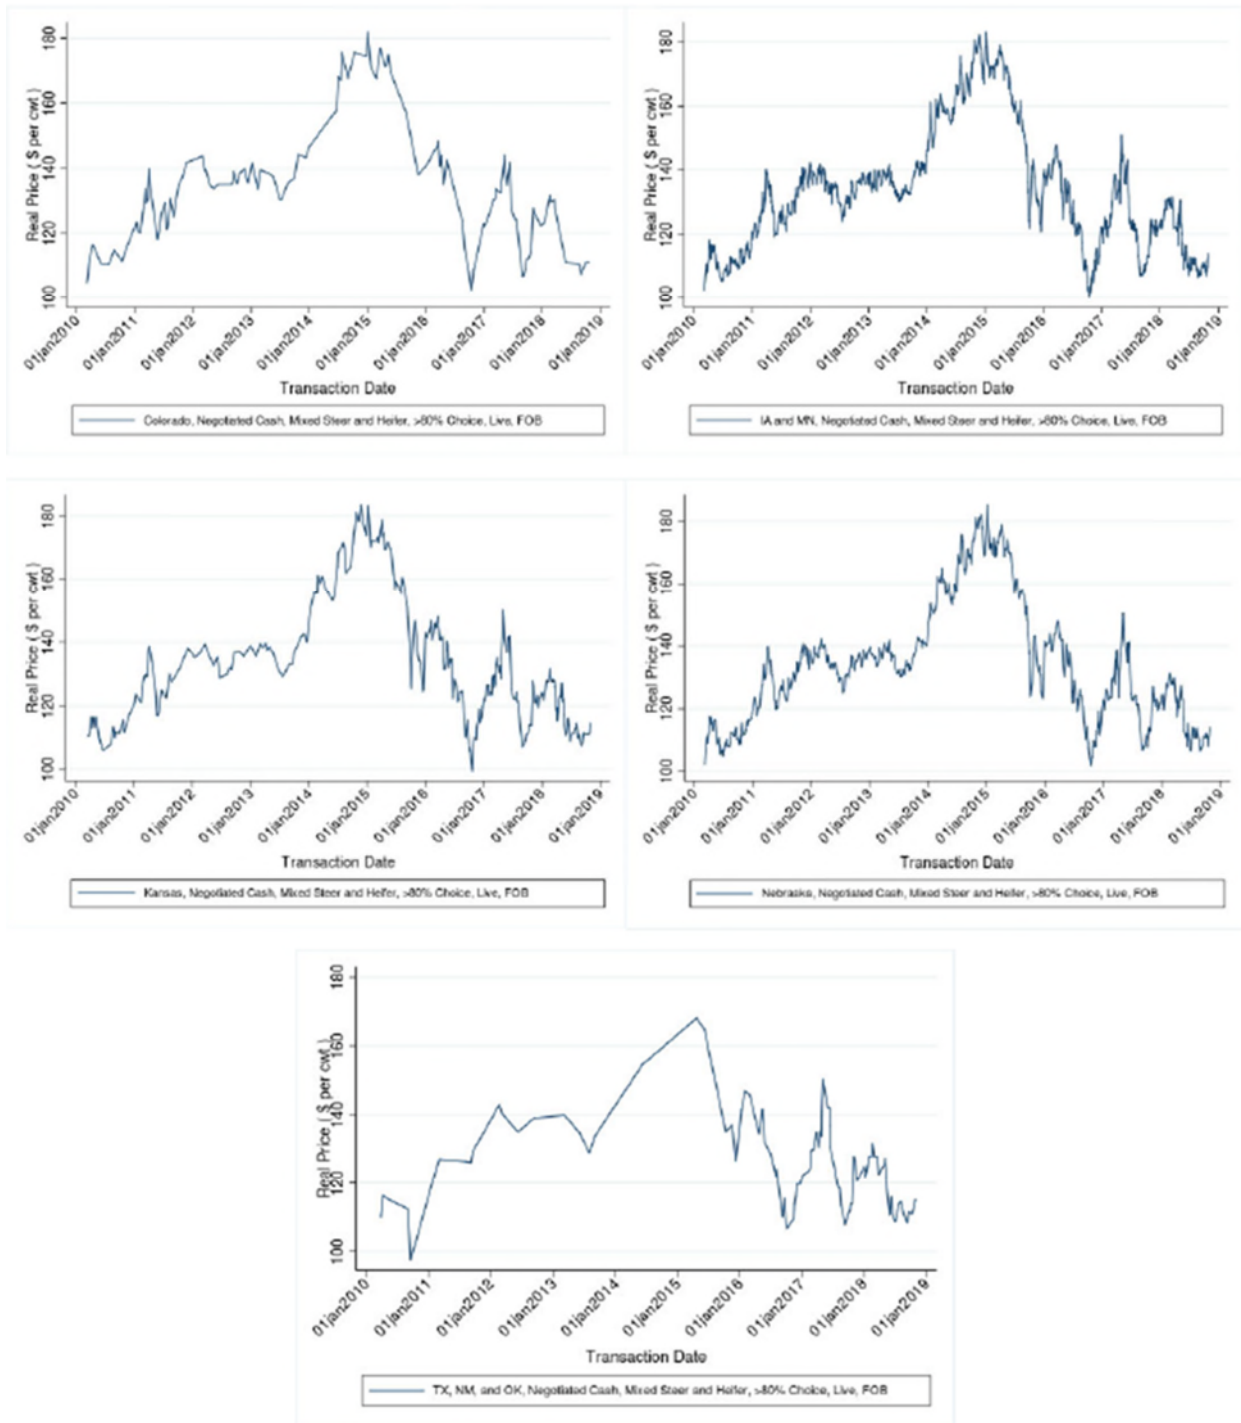 Real Price ( $ per cwt )
180
160
140
120
100
01jan2010
01jan2011
01jan2012
01jan2013
01jan2014
01jan2015
01jan2016
01jan2017
01jan2018
01jan2019
Transaction Date
Colorado, Negotiated Cash, Mixed Steer and Heifer, >80% Choice, Live, FOB
Real Price ( $ per cwt )
180
160
140
120
100
01jan2010
01jan2011
01jan2012
01jan2013
01jan2014
01jan2015
01jan2016
01jan2017
01jan2018
01jan2019
Transaction Date
IA and MN, Negotiated Cash, Mixed Steer and Heifer, >80% Choice, Live, FOB
Real Price ( $ per cwt )
180
160
140
120
100
01jan2010
01jan2011
01jan2012
01jan2013
01jan2014
01jan2015
01jan2016
01jan2017
01jan2018
01jan2019
Transaction Date
Kansas, Negotiated Cash, Mixed Steer and Heifer, >80% Choice, Live, FOB
Real Price ( $ per cwt )
180
160
140
120
100
01jan2010
01jan2011
01jan2012
01jan2013
01jan2014
01jan2015
01jan2016
01jan2017
01jan2018
01jan2019
Transaction Date
Nebraska, Negotiated Cash, Mixed Steer and Heifer, >80% Choice, Live, FOB
Real Price ( $ per cwt )
180
160
140
120
100
01jan2010
01jan2011
01jan2012
01jan2013
01jan2014
01jan2015
01jan2016
01jan2017
01jan2018
01jan2019
Transaction Date
TX, NM, and OK, Negotiated Cash, Mixed Steer and Heifer, >80% Choice, Live, FOB